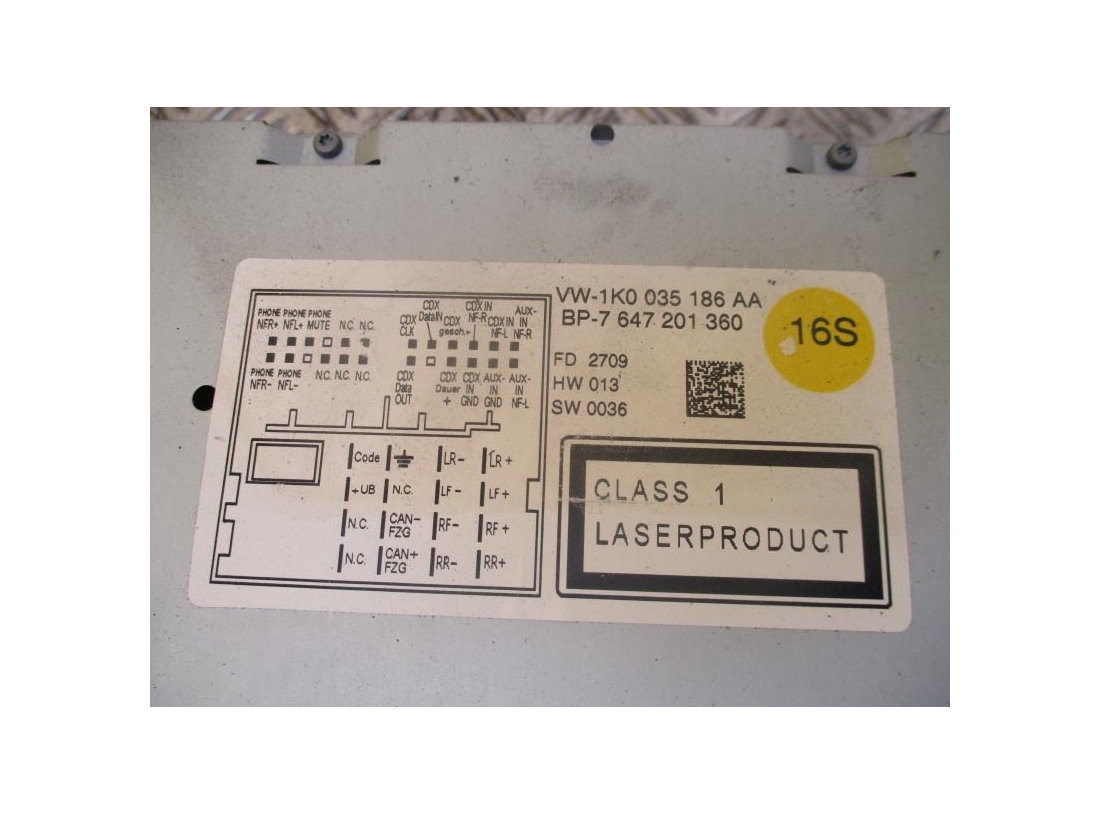 VW-1K0 035 186 AA
BP-7 647 201 360
16S
FD 2709
HW 013
SW 0036
CLASS 1
LASERPRODUCT
PHONE PHONE PHONE
NFR+ NFL+ MUTE N.C. N.C.
PHONE PHONE
NFR- NFL- N.C. N.C. N.C.
CDX
CLK
CDX
DataIN
CDX
gesch.+
CDX IN
NF-R
CDX IN
NF-L
AUX-
IN
NF-R
CDX
Data
OUT
CDX
Dauer
+
CDX
IN
GND
AUX-
IN
GND
AUX-
IN
NF-L
Code LR- LR+
+UB N.C. LF- LF+
N.C. CAN- FZG RF- RF+
N.C. CAN+ FZG RR- RR+